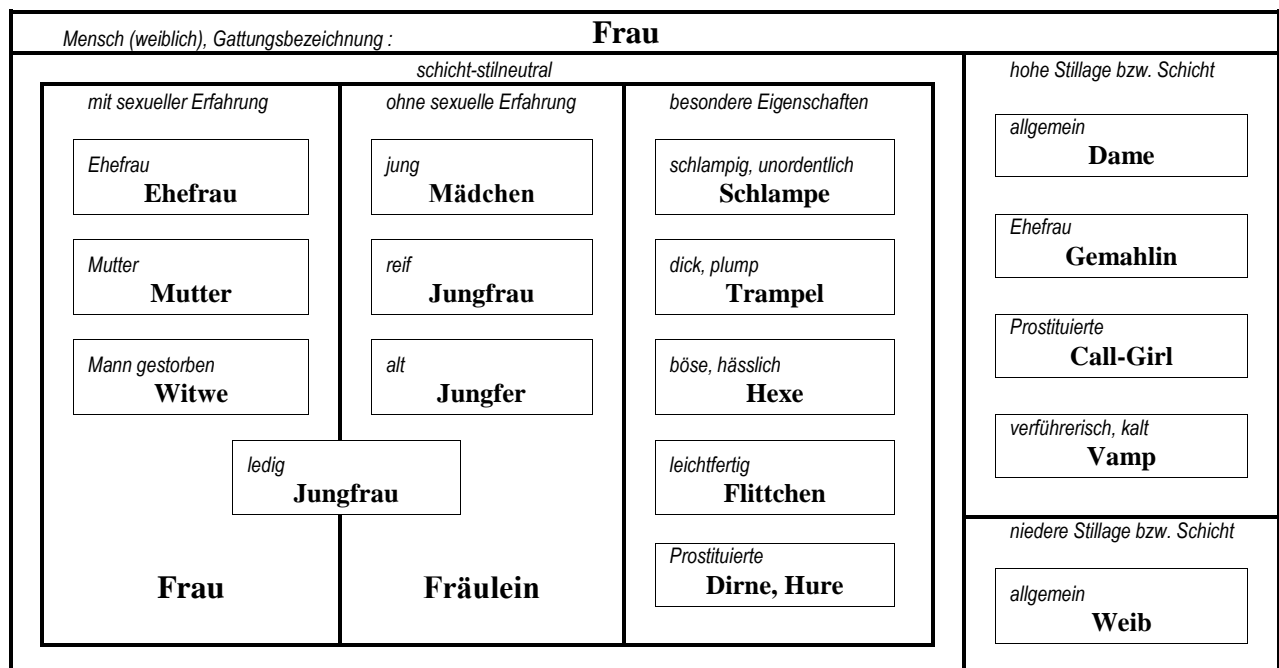 Mensch (weiblich), Gattungsbezeichnung : Frau
schicht-stilneutral
mit sexueller Erfahrung
Ehefrau
Ehefrau
Mutter
Mutter
Mann gestorben
Witwe
ledig
Jungfrau
Frau
ohne sexuelle Erfahrung
jung
Mädchen
reif
Jungfrau
alt
Jungfer
Fräulein
besondere Eigenschaften
schlampig, unordentlich
Schlampe
dick, plump
Trampel
böse, hässlich
Hexe
leichtfertig
Flittchen
Prostituierte
Dirne, Hure
hohe Stillage bzw. Schicht
allgemein
Dame
Ehefrau
Gemahlin
Prostituierte
Call-Girl
verführerisch, kalt
Vamp
niedere Stillage bzw. Schicht
allgemein
Weib